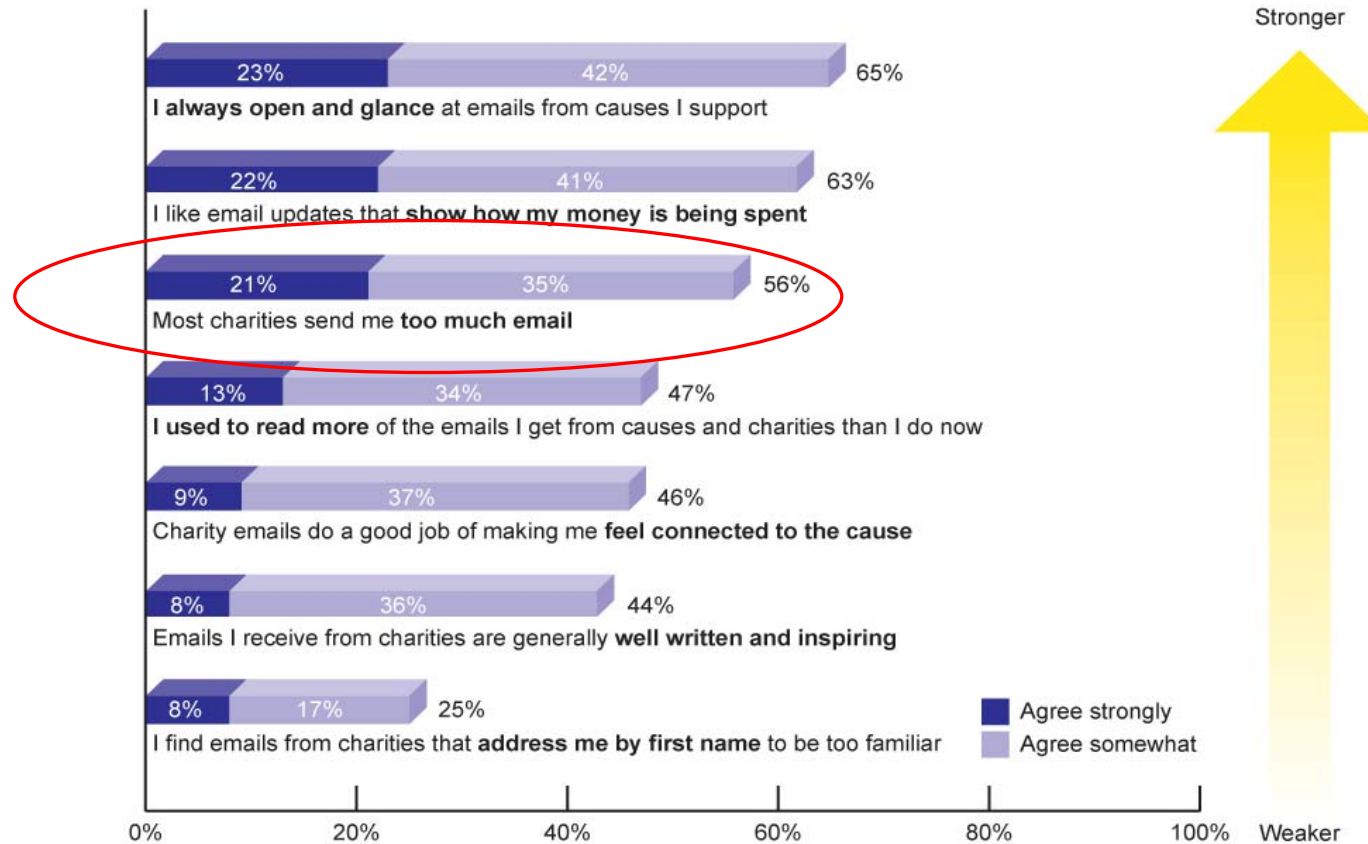 Stronger
23% 42% 65%
I always open and glance at emails from causes I support
22% 41% 63%
I like email updates that show how my money is being spent
21% 35% 56%
Most charities send me too much email
13% 34% 47%
I used to read more of the emails I get from causes and charities than I do now
9% 37% 46%
Charity emails do a good job of making me feel connected to the cause
8% 36% 44%
Emails I receive from charities are generally well written and inspiring
8% 17% 25%
I find emails from charities that address me by first name to be too familiar
Agree strongly
Agree somewhat
0% 20% 40% 60% 80% 100%
Weaker